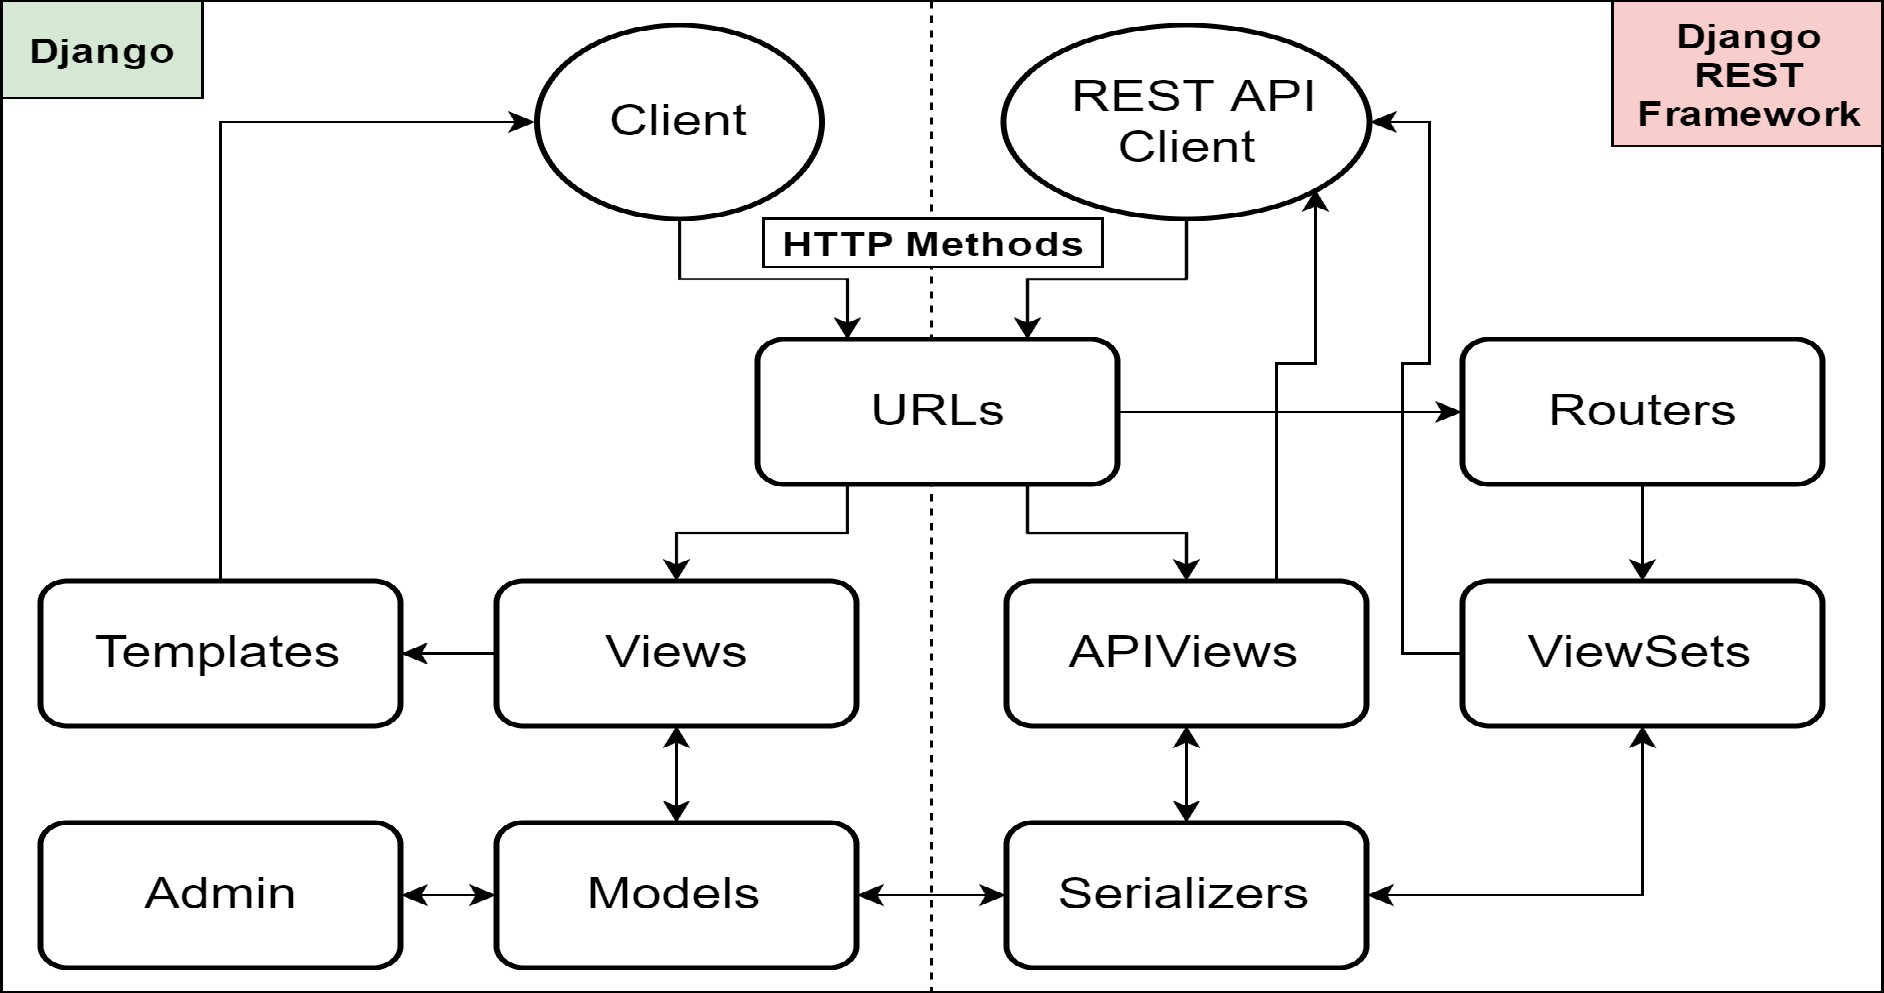 Django
Django
REST
Framework
Client
REST API
Client
HTTP Methods
URLs
Routers
Templates
Views
APIViews
ViewSets
Admin
Models
Serializers